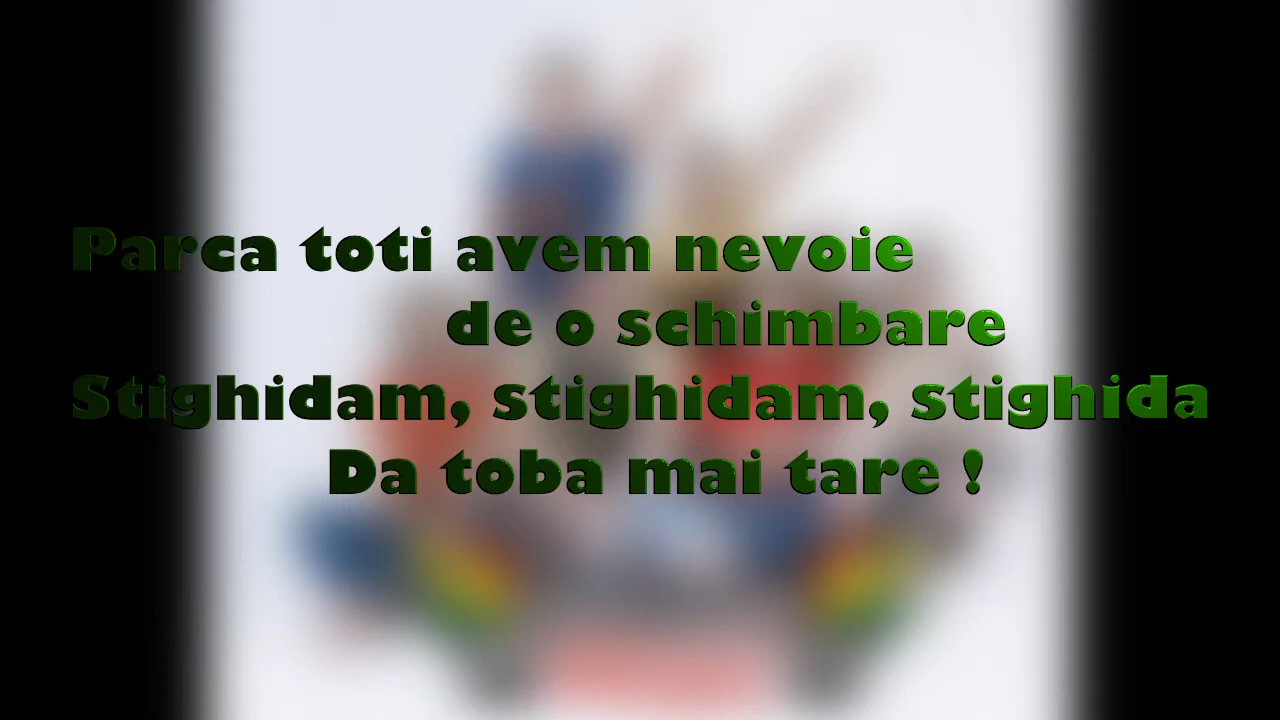 Parca toti avem nevoie
de o schimbare
Stighidam, stighidam, stighida
Da toba mai tare !